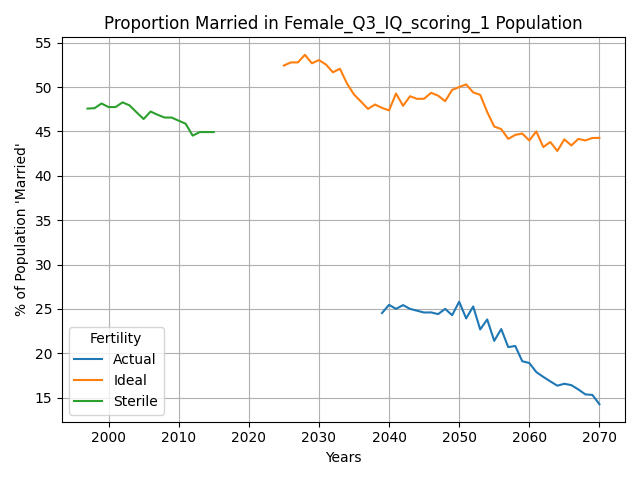 Proportion Married in Female_Q3_IQ_scoring_1 Population
% of Population 'Married'
55
50
45
40
35
30
25
20
15
Fertility
Actual
Ideal
Sterile
2000 2010 2020 2030 2040 2050 2060 2070
Years